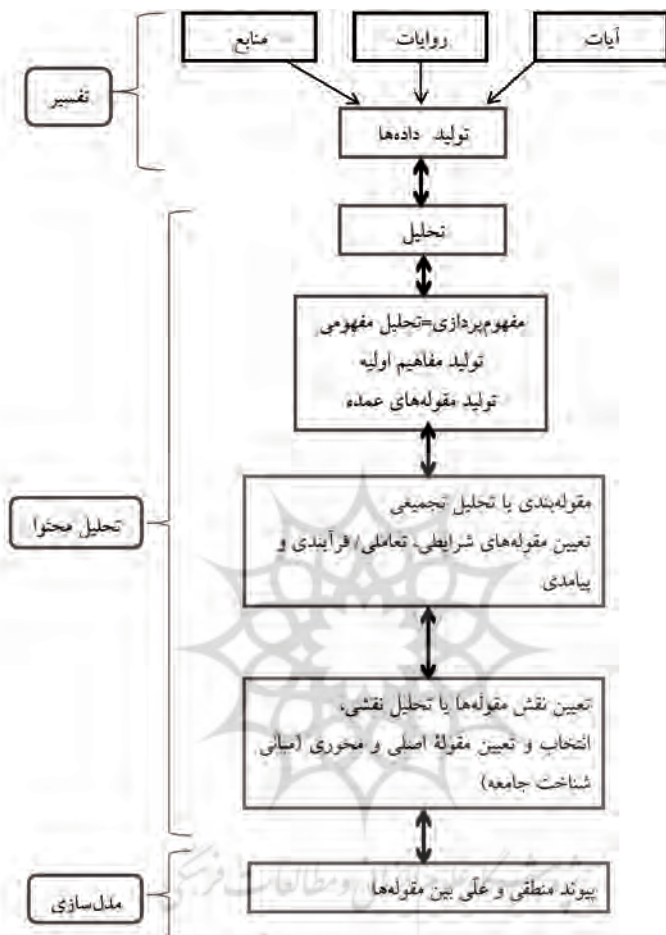 آیات
روایات
منابع
تفسیر
تولید داده‌ها
تحلیل
مفهوم‌پردازی=تحلیل مفهومی
تولید مفاهیم اولیه
تولید مقوله‌های عمده
تحلیل محتوا
مقوله‌بندی یا تحلیل تجمیعی
تعیین مقوله‌های شرایطی، تعاملی/ فرآیندی و
پیامدی
تعیین نقش مقوله‌ها یا تحلیل نقشی،
انتخاب و تعیین مقولهٔ اصلی و محوری (مبانی
شناخت جامعه)
پیوند منطقی و علّی بین مقوله‌ها
مدل‌سازی